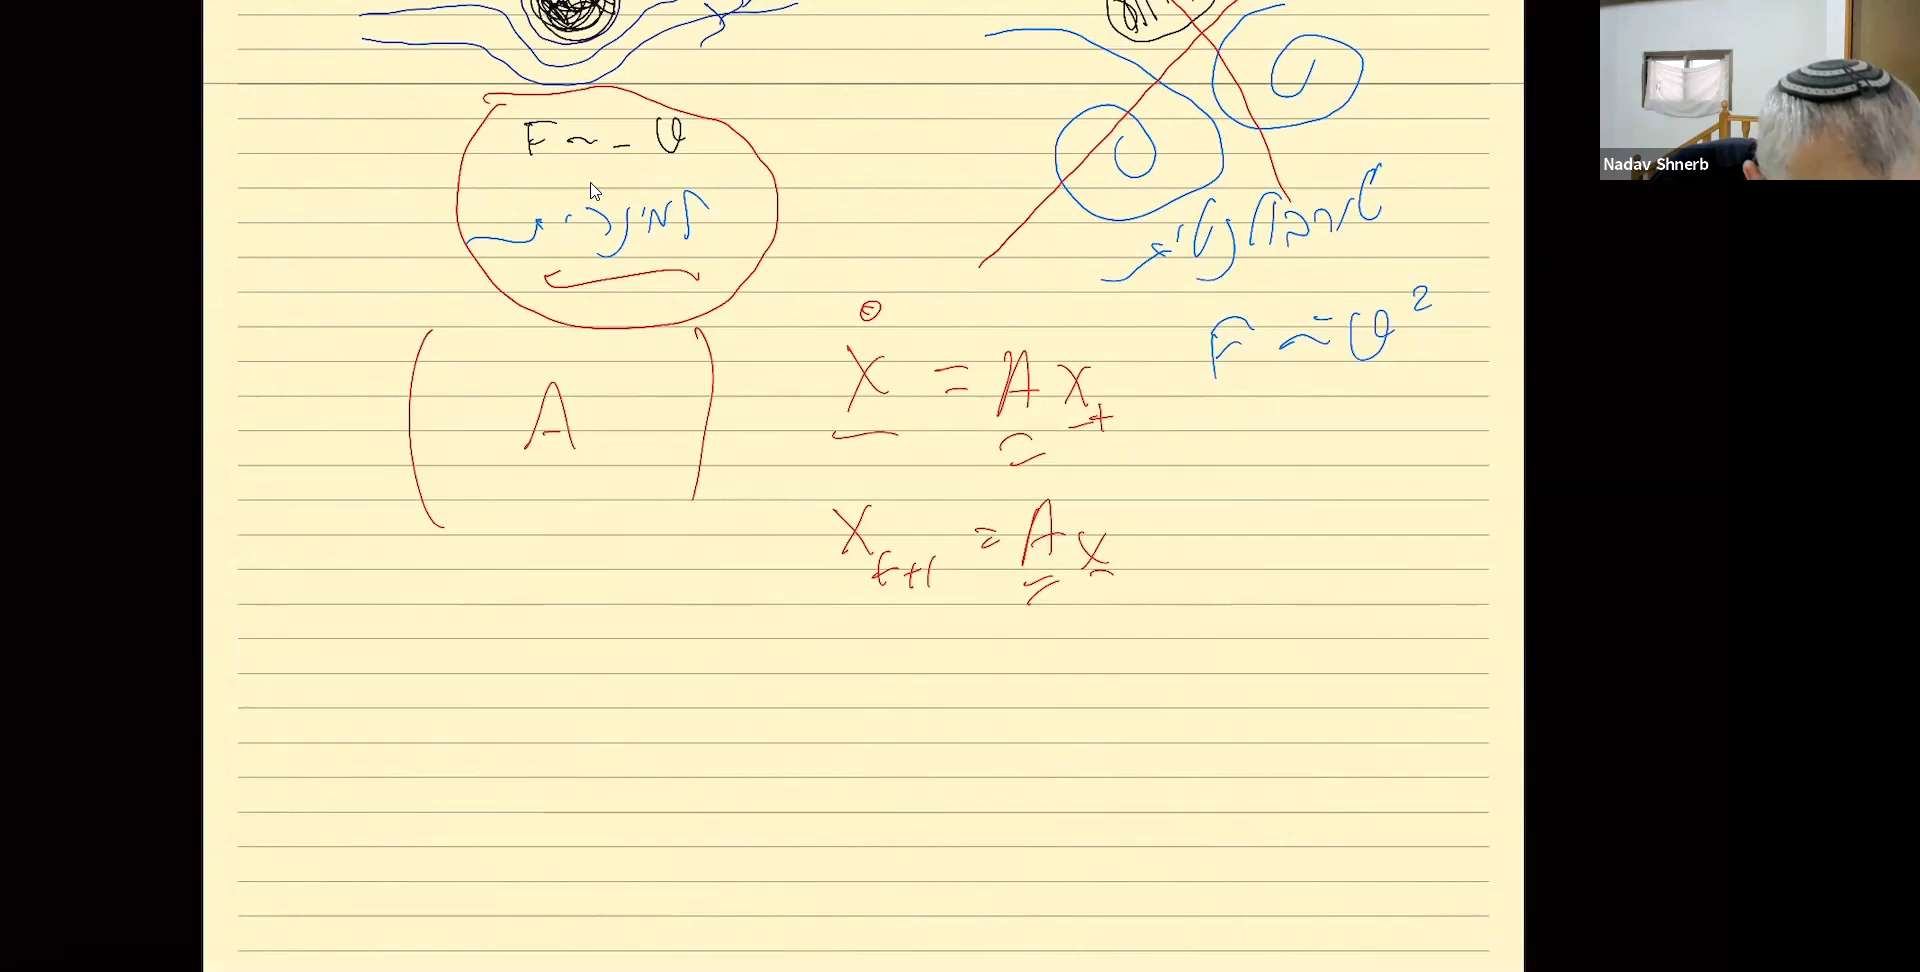 F ~ - v
למינרי
טורבולנטי
F ~ - v²
Ẋ = A x
A
x_{t+1} = A x
Nadav Shnerb